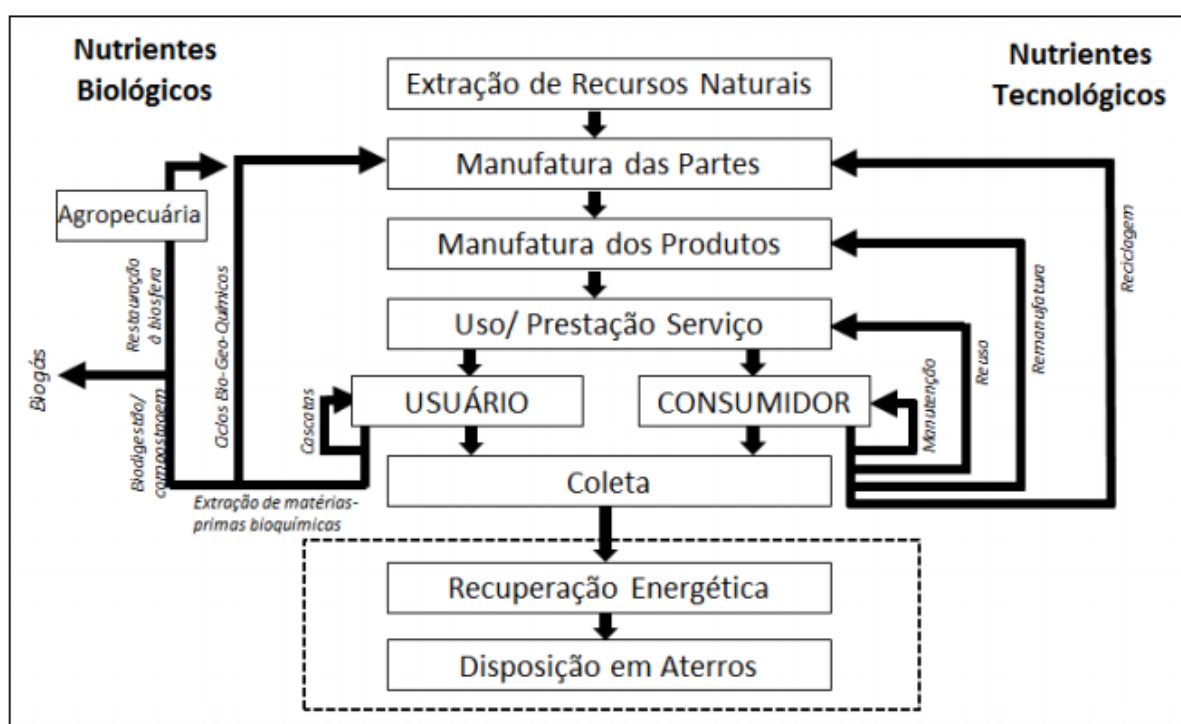 Nutrientes
Biológicos
Nutrientes
Tecnológicos
Extração de Recursos Naturais
Manufatura das Partes
Manufatura dos Produtos
Uso/ Prestação Serviço
USUÁRIO
CONSUMIDOR
Coleta
Recuperação Energética
Disposição em Aterros
Agropecuária
Restauração
à biosfera
Biogás
Biodigestão/
compostagem
Ciclos Bio-Geo-Químicos
Cascatas
Extração de matérias-
primas bioquímicas
Manutenção
Reuso
Remanufatura
Reciclagem